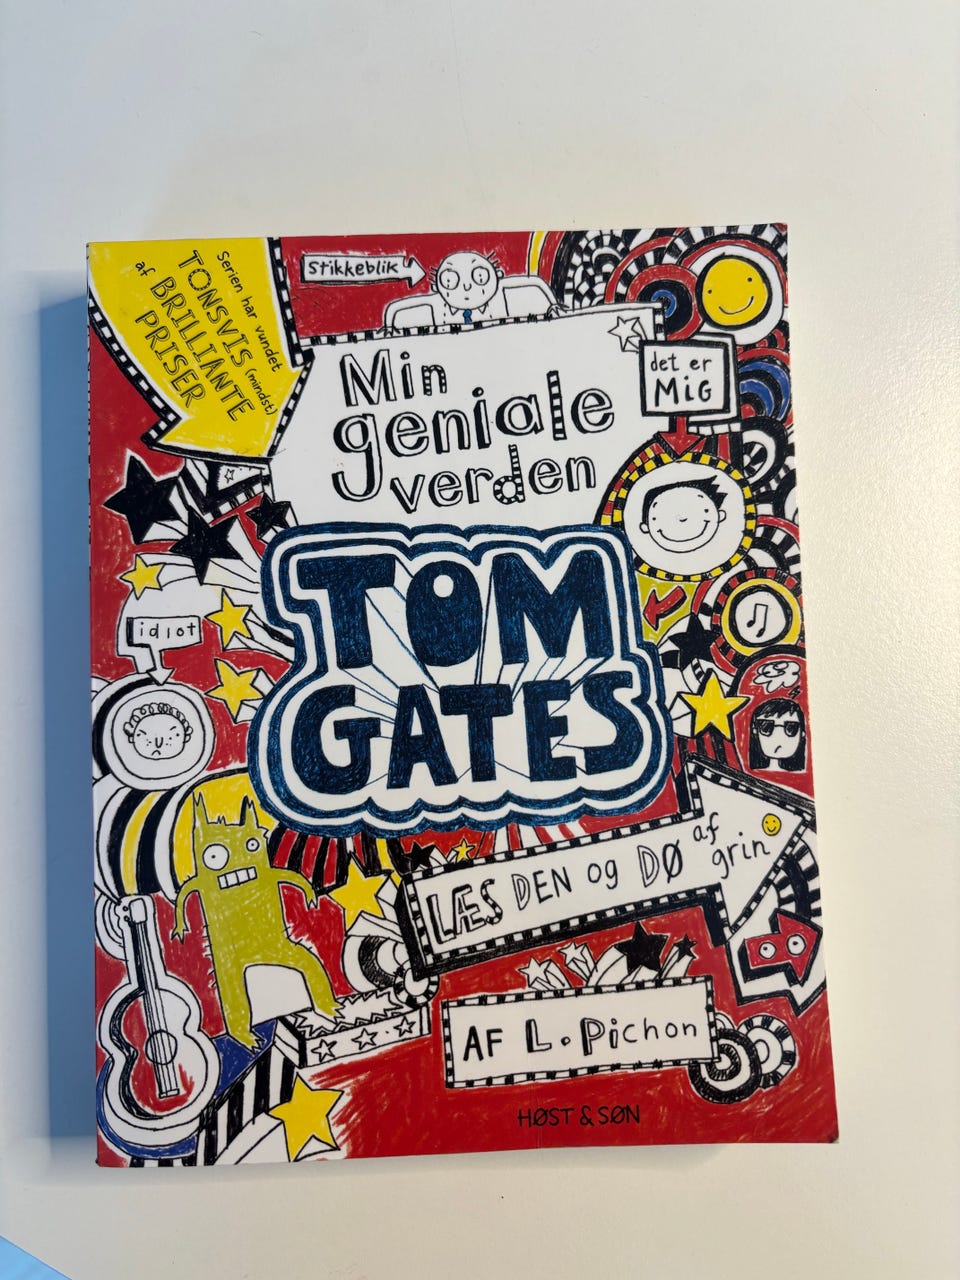 Serien har vundet
TONSVIS (mindst)
af BRILLIANTE
PRISER
stikkeblik
Min
geniale
verden
det er
MiG
TOM
GATES
idiot
LÆS DEN og DØ af
grin
AF L. Pichon
HØST & SØN